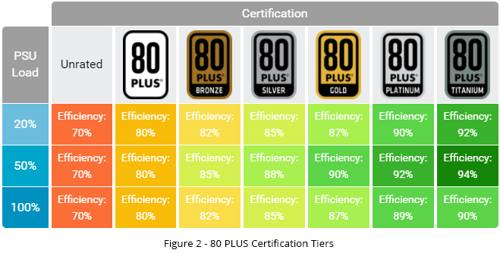 Certification
PSU
Load
Unrated
80
PLUS®
80
PLUS®
BRONZE
80
PLUS®
SILVER
80
PLUS®
GOLD
80
PLUS®
PLATINUM
80
PLUS®
TITANIUM
20%
Efficiency:
70%
Efficiency:
80%
Efficiency:
82%
Efficiency:
85%
Efficiency:
87%
Efficiency:
90%
Efficiency:
92%
50%
Efficiency:
70%
Efficiency:
80%
Efficiency:
85%
Efficiency:
88%
Efficiency:
90%
Efficiency:
92%
Efficiency:
94%
100%
Efficiency:
70%
Efficiency:
80%
Efficiency:
82%
Efficiency:
85%
Efficiency:
87%
Efficiency:
89%
Efficiency:
90%
Figure 2 - 80 PLUS Certification Tiers